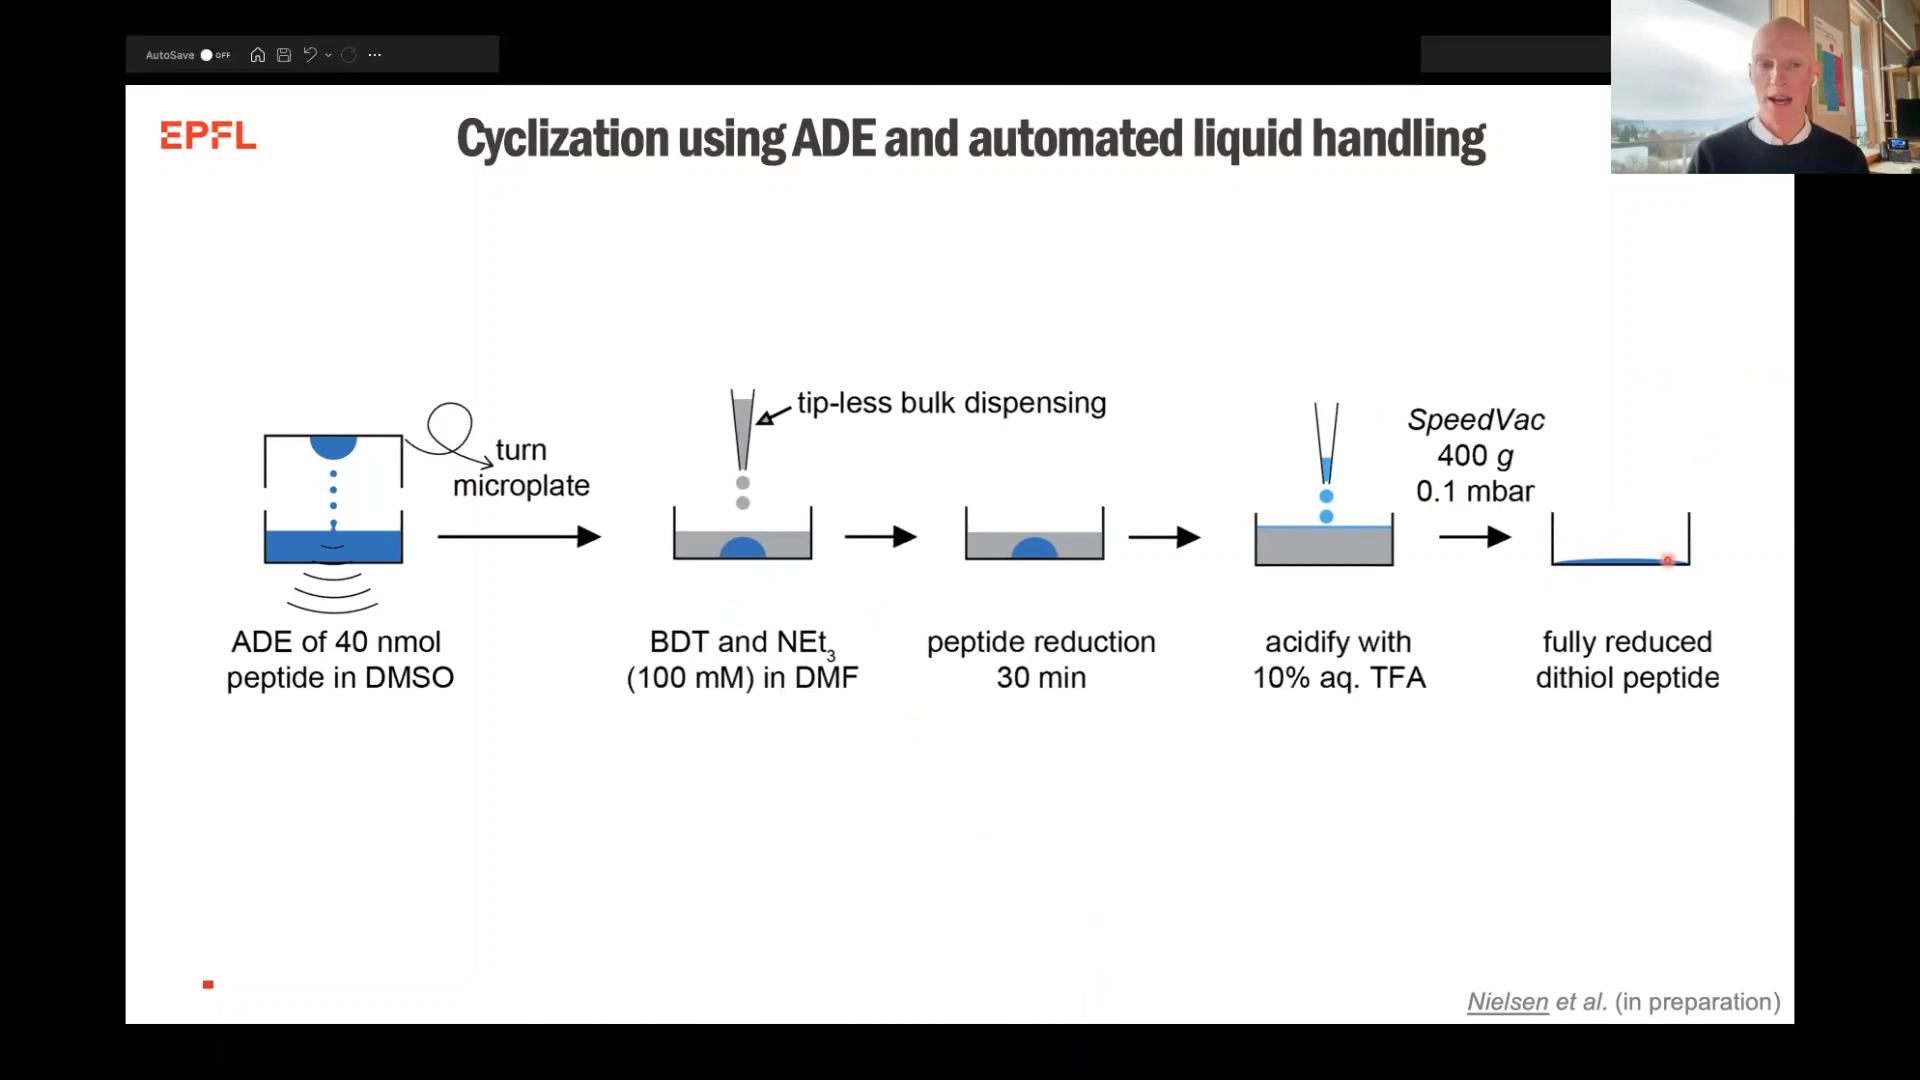 AutoSave OFF
EPFL
Cyclization using ADE and automated liquid handling
tip-less bulk dispensing
turn
microplate
SpeedVac
400 g
0.1 mbar
ADE of 40 nmol
peptide in DMSO
BDT and NEt3
(100 mM) in DMF
peptide reduction
30 min
acidify with
10% aq. TFA
fully reduced
dithiol peptide
Nielsen et al. (in preparation)